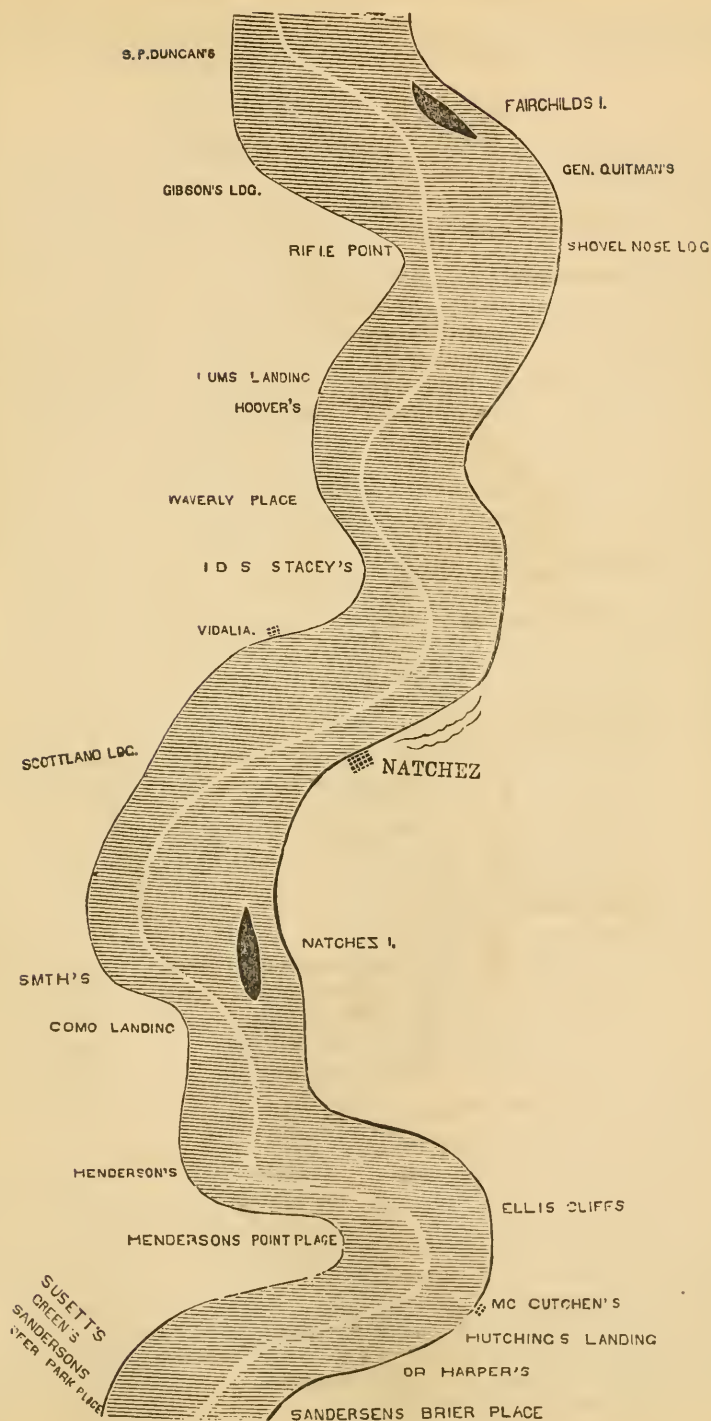 S.P. DUNCAN'S
FAIRCHILDS I.
GEN. QUITMAN'S
GIBSON'S LDG.
SHOVEL NOSE LDG
RIFLE POINT
UMS LANDING
HOOVER'S
WAVERLY PLACE
I D S STACEY'S
VIDALIA.
SCOTTLAND LDG.
NATCHEZ
NATCHEZ I.
SMTH'S
COMO LANDING
HENDERSON'S
ELLIS CLIFFS
HENDERSONS POINT PLACE
SUSETT'S
GREEN'S
SANDERSONS
PARK PLACE
MC CUTCHEN'S
HUTCHINGS LANDING
OR HARPER'S
SANDERSENS BRIER PLACE